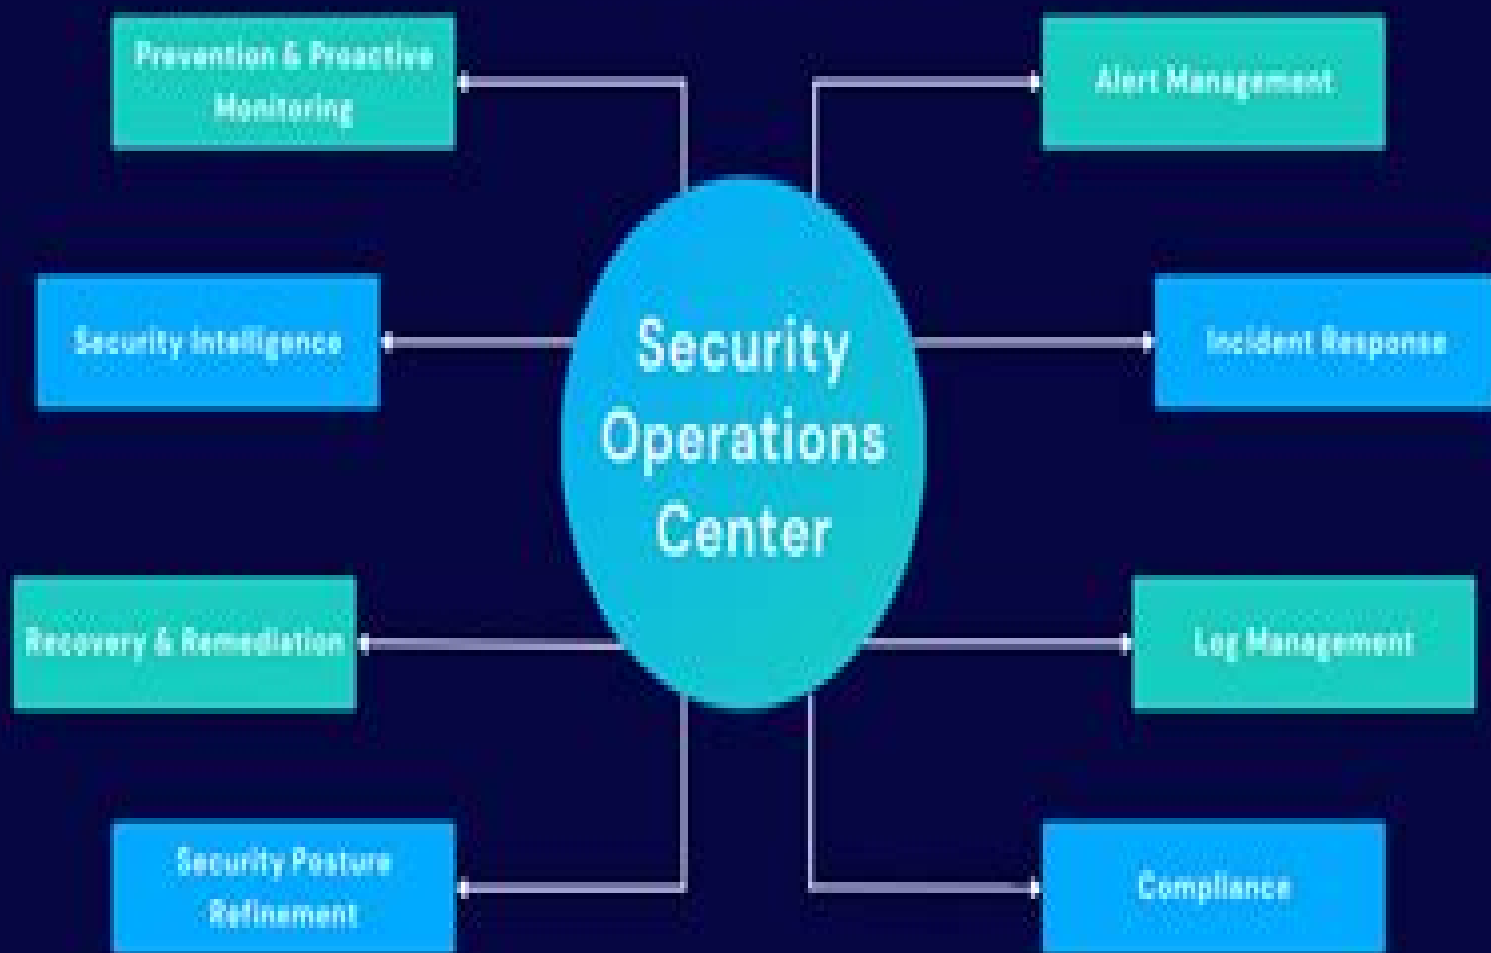 Prevention & Proactive
Monitoring
Alert Management
Security Intelligence
Security
Operations
Center
Incident Response
Recovery & Remediation
Log Management
Security Posture
Refinement
Compliance